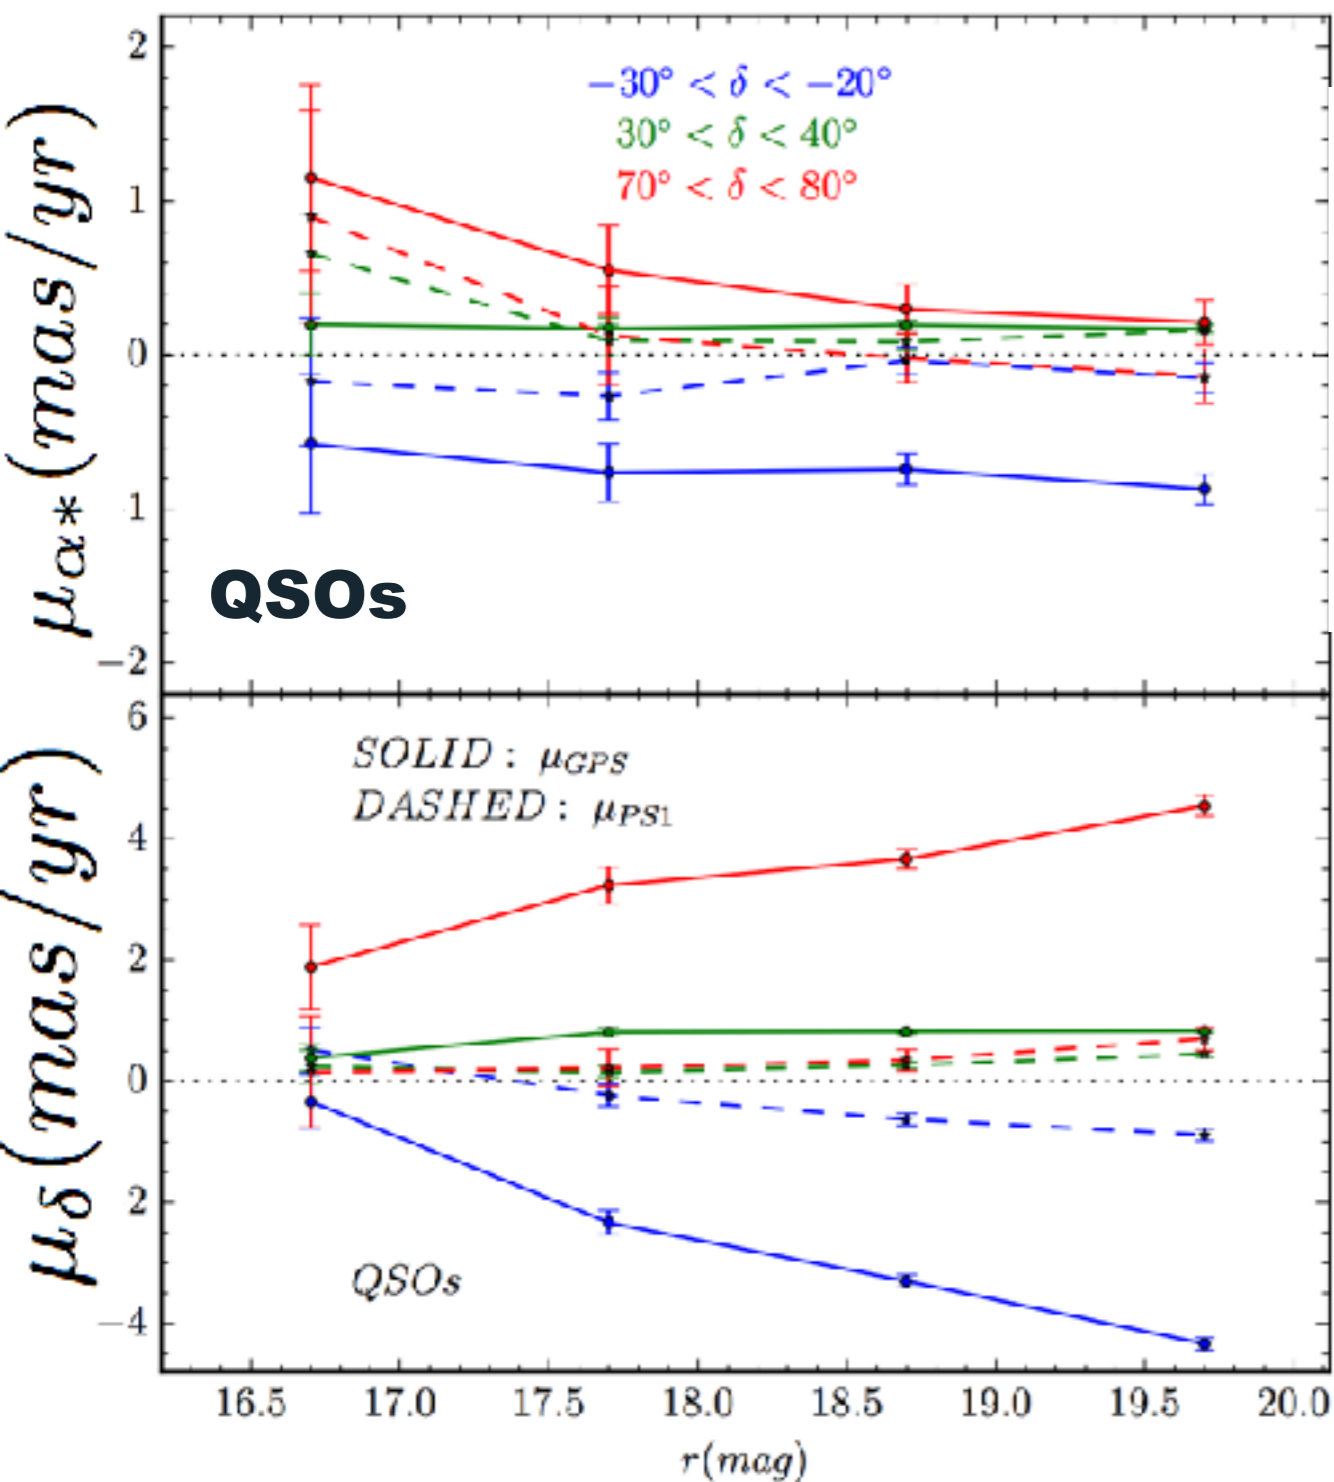 2
−30° < δ < −20°
30° < δ < 40°
70° < δ < 80°
1
0
1
−2
μα* (mas/yr)
QSOs
6
SOLID : μGPS
DASHED : μPS1
4
2
0
2
−4
μδ (mas/yr)
QSOs
16.5 17.0 17.5 18.0 18.5 19.0 19.5 20.0
r(mag)